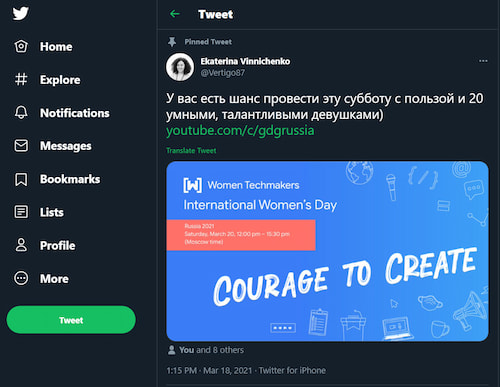 Tweet
Home
Explore
Notifications
Messages
Bookmarks
Lists
Profile
More
Tweet
Pinned Tweet
Ekaterina Vinnichenko
@Vertigo87
У вас есть шанс провести эту субботу с пользой и 20
умными, талантливыми девушками)
youtube.com/c/gdgrussia
Translate Tweet
[W] Women Techmakers
International Women's Day
Russia 2021
Saturday, March 20, 12:00 pm – 15:30 pm
(Moscow time)
COURAGE TO CREATE
You and 8 others
1:15 PM · Mar 18, 2021 · Twitter for iPhone